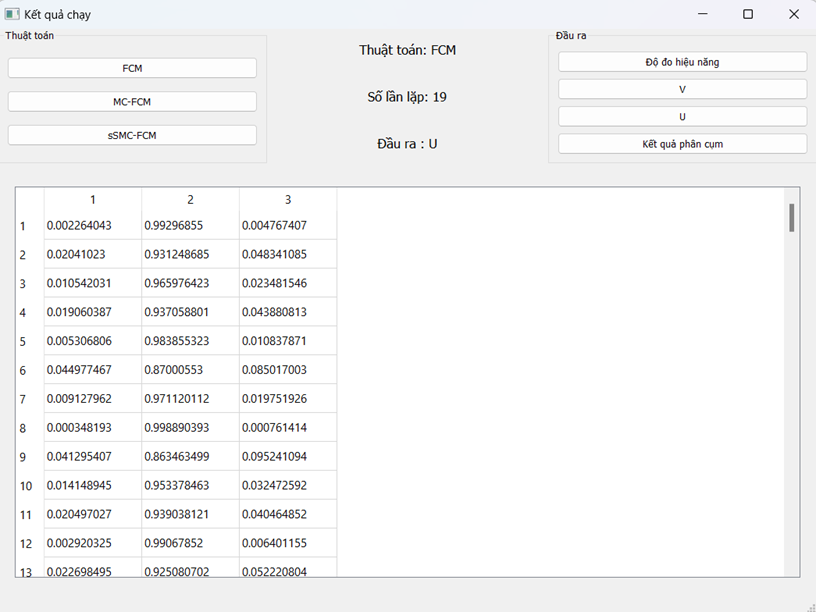 Kết quả chạy
Thuật toán
FCM
MC-FCM
sSMC-FCM
Thuật toán: FCM
Số lần lặp: 19
Đầu ra : U
Đầu ra
Độ đo hiệu năng
V
U
Kết quả phân cụm
1 2 3
1 0.002264043 0.99296855 0.004767407
2 0.02041023 0.931248685 0.048341085
3 0.010542031 0.965976423 0.023481546
4 0.019060387 0.937058801 0.043880813
5 0.005306806 0.983855323 0.010837871
6 0.044977467 0.87000553 0.085017003
7 0.009127962 0.971120112 0.019751926
8 0.000348193 0.998890393 0.000761414
9 0.041295407 0.863463499 0.095241094
10 0.014148945 0.953378463 0.032472592
11 0.020497027 0.939038121 0.040464852
12 0.002920325 0.99067852 0.006401155
13 0.022698495 0.925080702 0.052220804